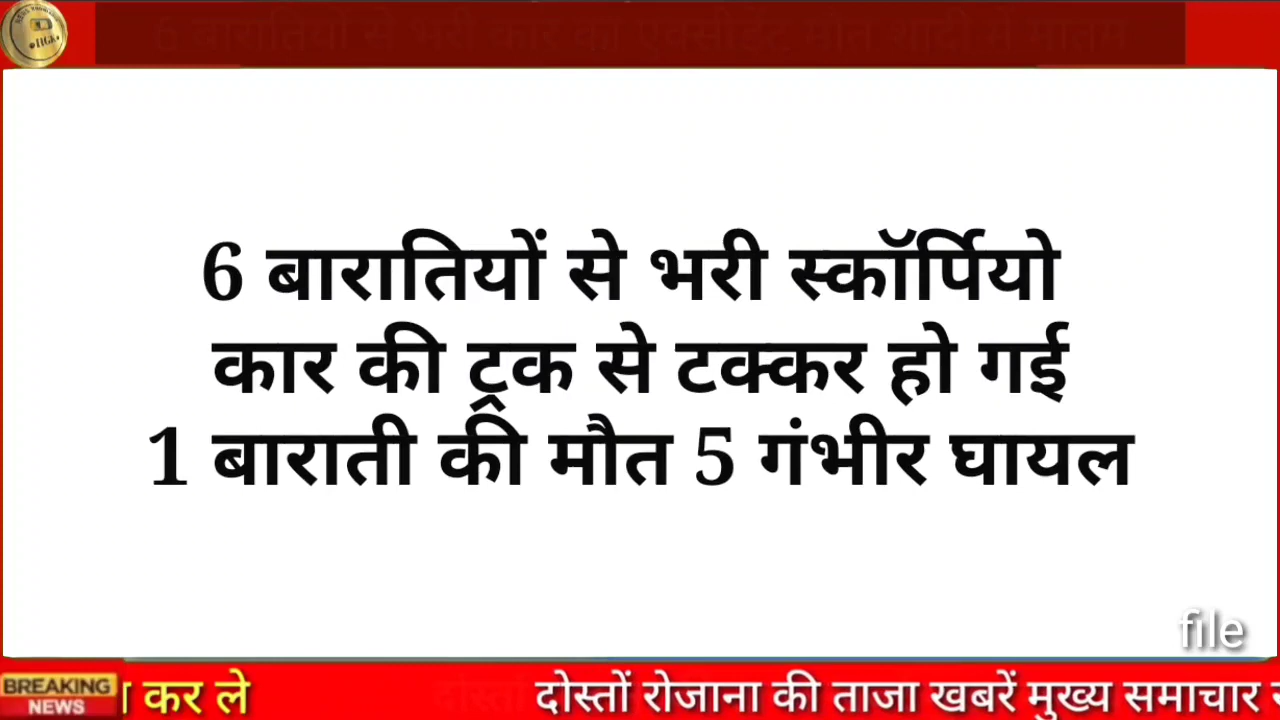 6 बारातियों से भरी स्कॉर्पियो
कार की ट्रक से टक्कर हो गई
1 बाराती की मौत 5 गंभीर घायल
file
BREAKING
NEWS
कर ले
दोस्तों रोजाना की ताजा खबरें मुख्य समाचार